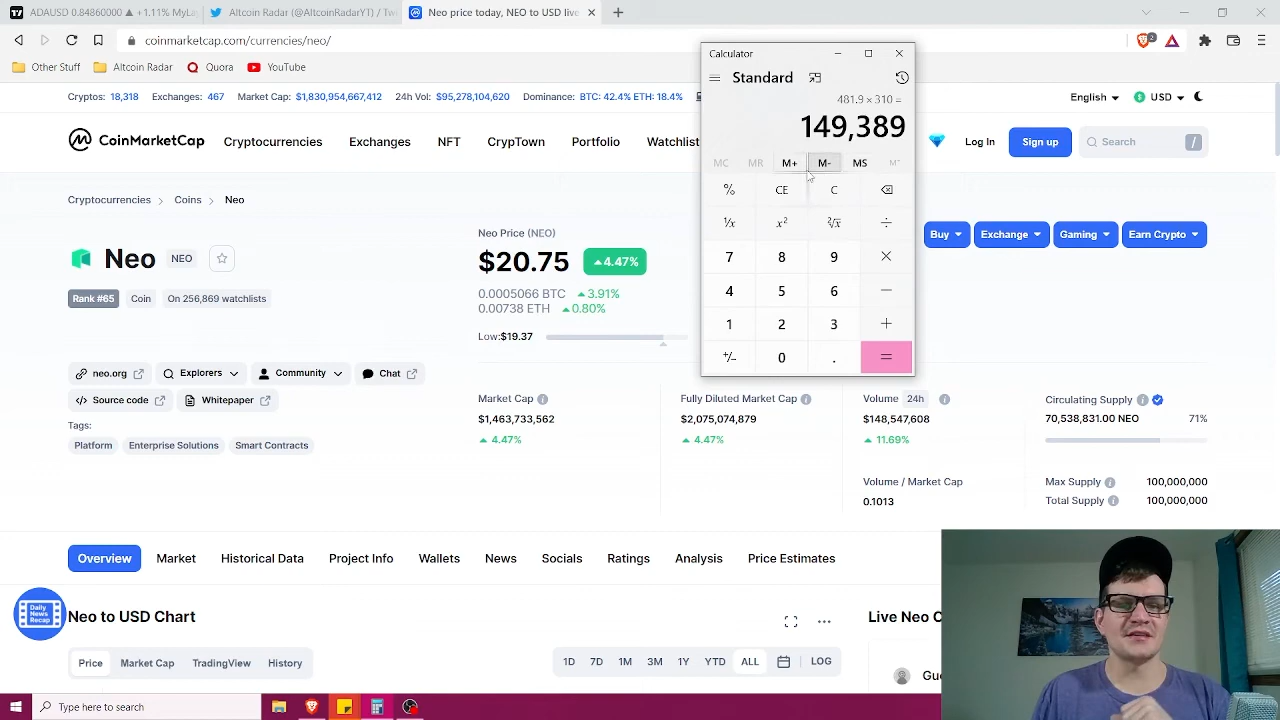 ADAUSD 0.84860000 ▲ +1.11% MyLa
Altcoin Radar (@AltcoinRadarYT) / Tw
Neo price today, NEO to USD live
coinmarketcap.com/currencies/neo/
2
Other Stuff
Altcoin Radar
Quora
YouTube
Cryptos: 18,318
Exchanges: 467
Market Cap: $1,830,954,667,412
24h Vol: $95,278,104,620
Dominance: BTC: 42.4% ETH: 18.4%
English
USD
CoinMarketCap
Cryptocurrencies
Exchanges
NFT
CrypTown
Portfolio
Watchlist
Log In
Sign up
Search
/
Calculator
Standard
481.9 × 310 =
149,389
MC
MR
M+
M-
MS
M˅
%
CE
C
¹/x
x²
²√x
÷
7
8
9
×
4
5
6
−
1
2
3
+
+/−
0
.
=
Cryptocurrencies > Coins > Neo
Neo NEO
Rank #65
Coin
On 256,869 watchlists
neo.org
Explorers
Community
Chat
Source code
Whitepaper
Tags:
Platform
Enterprise Solutions
Smart Contracts
Neo Price (NEO)
$20.75
4.47%
0.0005066 BTC 3.91%
0.00738 ETH 0.80%
Low:$19.37
Buy
Exchange
Gaming
Earn Crypto
Market Cap
$1,463,733,562
4.47%
Fully Diluted Market Cap
$2,075,074,879
4.47%
Volume 24h
$148,547,608
11.69%
Volume / Market Cap
0.1013
Circulating Supply
70,538,831.00 NEO 71%
Max Supply 100,000,000
Total Supply 100,000,000
Overview
Market
Historical Data
Project Info
Wallets
News
Socials
Ratings
Analysis
Price Estimates
Daily
News
Recap
Neo to USD Chart
Live Neo
Price
Market Cap
TradingView
History
1D
7D
1M
3M
1Y
YTD
ALL
LOG
Type here to search